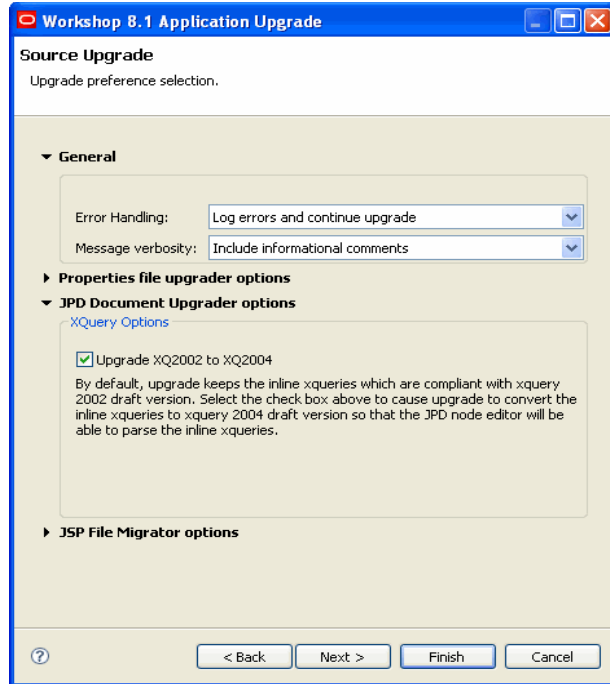 Workshop 8.1 Application Upgrade
Source Upgrade
Upgrade preference selection.
General
Error Handling: Log errors and continue upgrade
Message verbosity: Include informational comments
Properties file upgrader options
JPD Document Upgrader options
XQuery Options
Upgrade XQ2002 to XQ2004
By default, upgrade keeps the inline xqueries which are compliant with xquery
2002 draft version. Select the check box above to cause upgrade to convert the
inline xqueries to xquery 2004 draft version so that the JPD node editor will be
able to parse the inline xqueries.
JSP File Migrator options
? < Back Next > Finish Cancel